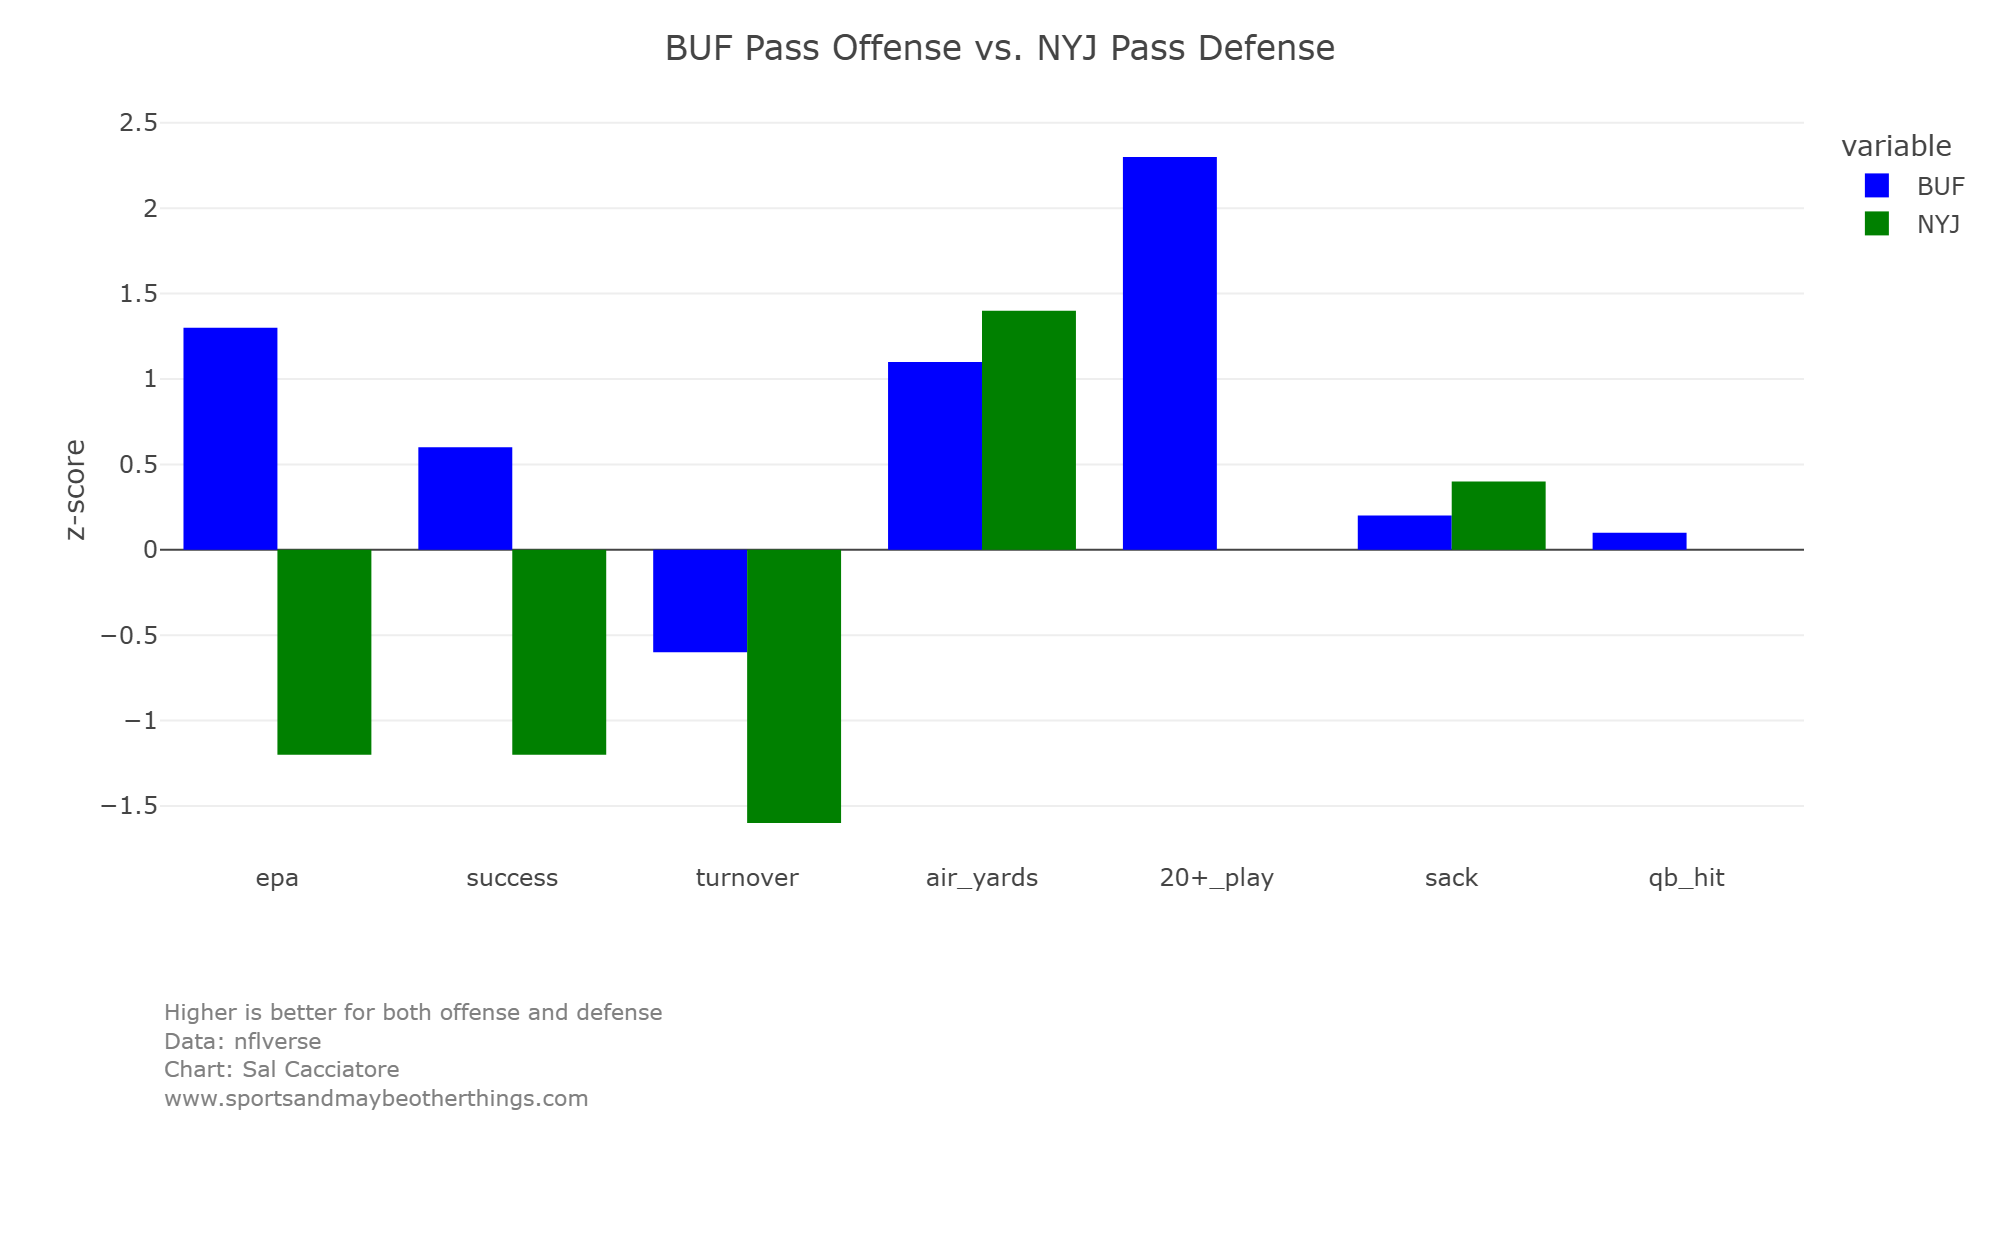 BUF Pass Offense vs. NYJ Pass Defense
variable
BUF
NYJ
z-score
2.5
2
1.5
1
0.5
0
−0.5
−1
−1.5
epa success turnover air_yards 20+_play sack qb_hit
Higher is better for both offense and defense
Data: nflverse
Chart: Sal Cacciatore
www.sportsandmaybeotherthings.com